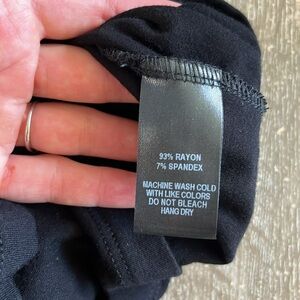 93% RAYON
7% SPANDEX
MACHINE WASH COLD
WITH LIKE COLORS
DO NOT BLEACH
HANG DRY